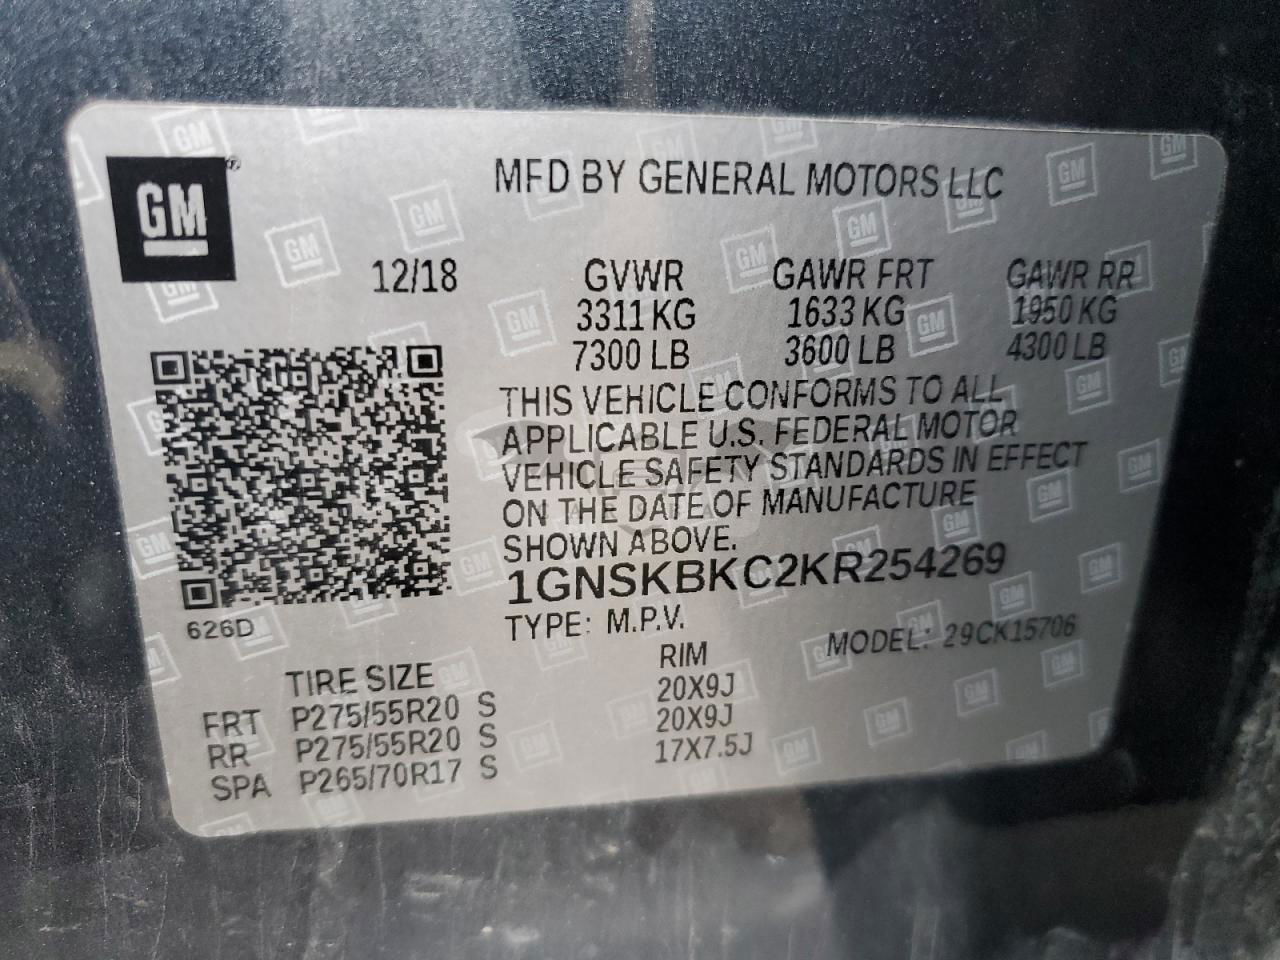 GM®
MFD BY GENERAL MOTORS LLC
12/18 GVWR GAWR FRT GAWR RR
3311 KG 1633 KG 1950 KG
7300 LB 3600 LB 4300 LB
THIS VEHICLE CONFORMS TO ALL
APPLICABLE U.S. FEDERAL MOTOR
VEHICLE SAFETY STANDARDS IN EFFECT
ON THE DATE OF MANUFACTURE
SHOWN ABOVE.
1GNSKBKC2KR254269
626D
TYPE: M.P.V. MODEL: 29CK15706
TIRE SIZE RIM
FRT P275/55R20 S 20X9J
RR P275/55R20 S 20X9J
SPA P265/70R17 S 17X7.5J